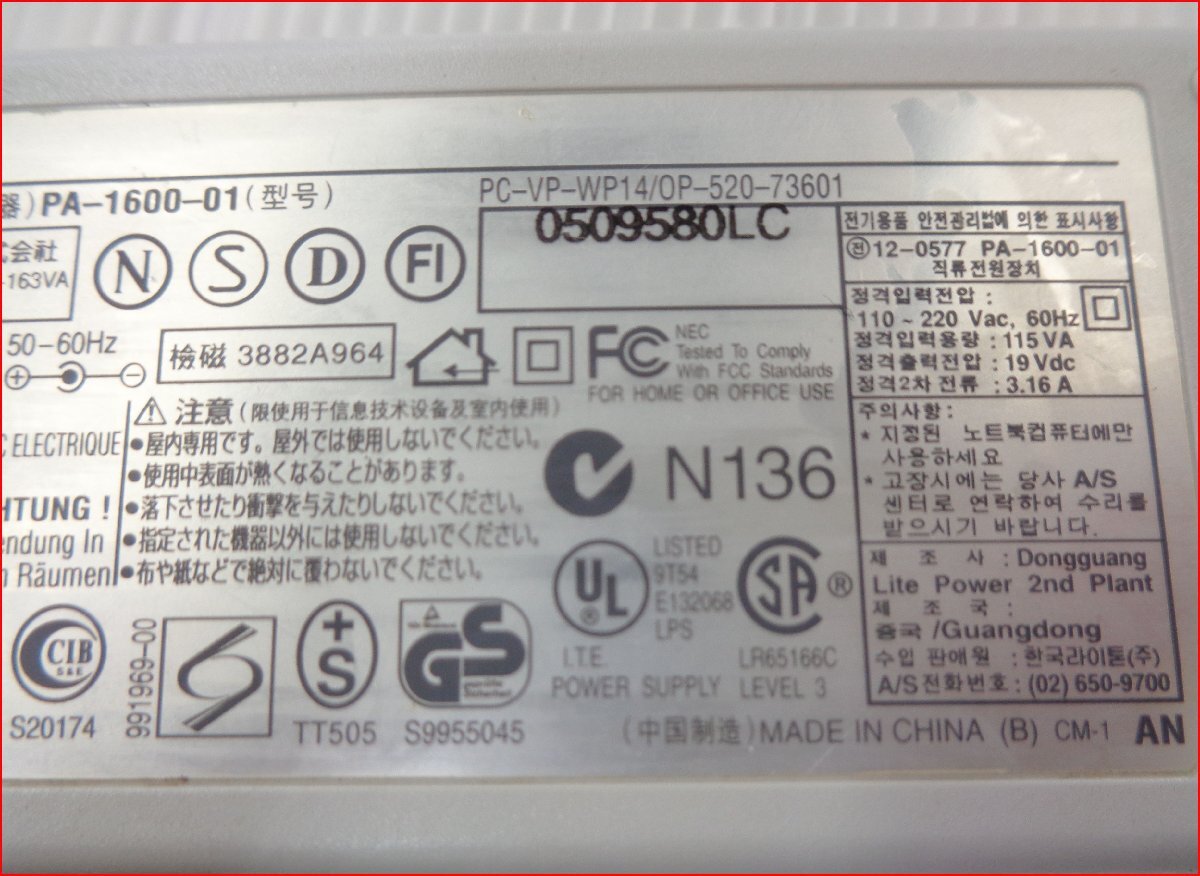 器)PA-1600-01(型号)
PC-VP-WP14/OP-520-73601
0509580LC
式会社
-163VA
N
S
D
FI
50-60Hz
檢磁 3882A964
FC
NEC
Tested To Comply
With FCC Standards
FOR HOME OR OFFICE USE
C ELECTRIQUE
HTUNG !
endung In
n Räumen
注意(限使用于信息技术设备及室内使用)
●屋内専用です。屋外では使用しないでください。
●使用中表面が熱くなることがあります。
●落下させたり衝撃を与えたりしないでください。
●指定された機器以外には使用しないでください。
●布や紙などで絶対に覆わないでください。
N136
전기용품 안전관리법에 의한 표시사항
전 12-0577 PA-1600-01
직류전원장치
정격입력전압 :
110 ~ 220 Vac, 60Hz
정격입력용량 : 115 VA
정격출력전압 : 19 Vdc
정격2차 전류 : 3.16 A
주의사항 :
* 지정된 노트북컴퓨터에만
사용하세요
* 고장시에는 당사 A/S
센터로 연락하여 수리를
받으시기 바랍니다.
제 조 사 : Dongguang
Lite Power 2nd Plant
제 조 국 :
중국 /Guangdong
수입 판매원 : 한국라이톤(주)
A/S전화번호 : (02) 650-9700
CIB
S&E
S20174
991969-00
+S
TT505
GS
geprüfte
Sicherheit
S9955045
UL
®
LISTED
9T54
E132068
LPS
I.T.E.
POWER SUPPLY
SA
®
LR65166C
LEVEL 3
(中国制造)MADE IN CHINA (B) CM-1 AN